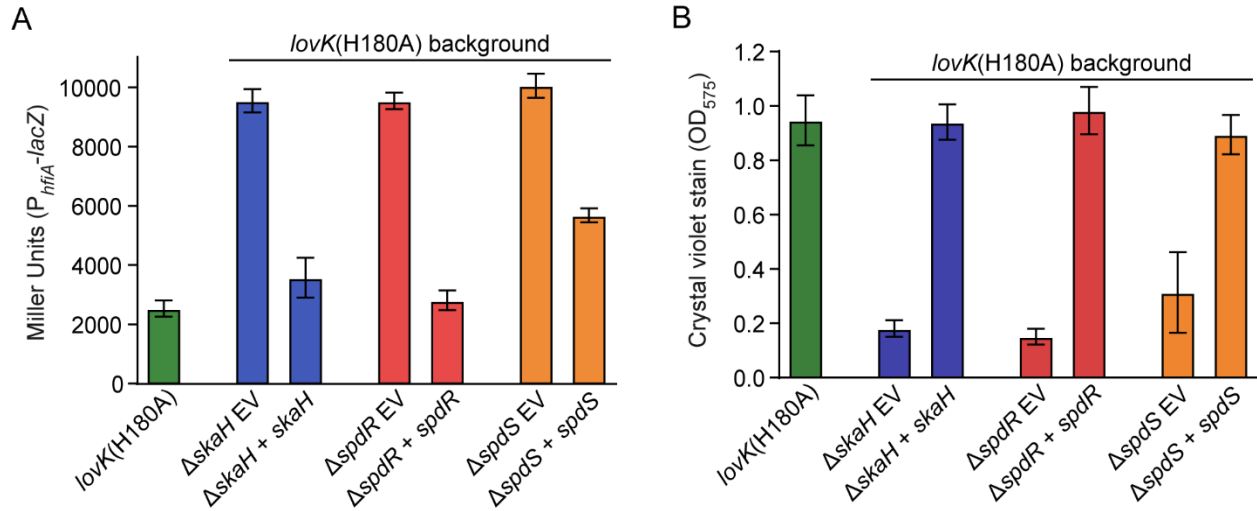 A
lovK(H180A) background
Miller Units (PhfiA-lacZ)
10000
8000
6000
4000
2000
0
lovK(H180A)
ΔskaH EV
ΔskaH + skaH
ΔspdR EV
ΔspdR + spdR
ΔspdS EV
ΔspdS + spdS
B
lovK(H180A) background
Crystal violet stain (OD575)
1.2
1.0
0.8
0.6
0.4
0.2
0.0
lovK(H180A)
ΔskaH EV
ΔskaH + skaH
ΔspdR EV
ΔspdR + spdR
ΔspdS EV
ΔspdS + spdS